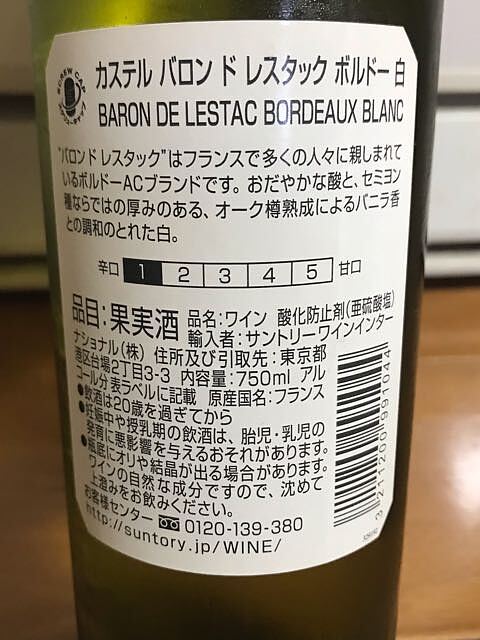 SCREW CAP
カステル バロン ド レスタック ボルドー 白
BARON DE LESTAC BORDEAUX BLANC
"バロン ド レスタック"はフランスで多くの人々に親しまれて
いるボルドーACブランドです。おだやかな酸と、セミヨン
種ならではの厚みのある、オーク樽熟成によるバニラ香
との調和のとれた白。
辛口 1 2 3 4 5 甘口
品目:果実酒 品名:ワイン 酸化防止剤(亜硫酸塩)
輸入者:サントリーワインインター
ナショナル(株) 住所及び引取先:東京都
港区台場2丁目3-3 内容量:750ml アル
コール分 表ラベルに記載 原産国名:フランス
●飲酒は20歳を過ぎてから
●妊娠中や授乳期の飲酒は、胎児・乳児の
発育に悪影響を与えるおそれがあります。
●瓶底にオリや結晶が出る場合があります。
ワインの自然な成分ですので、沈めて
上澄みをお飲みください。
お客様センター 0120-139-380
http://suntory.jp/WINE/
3 211200 991044